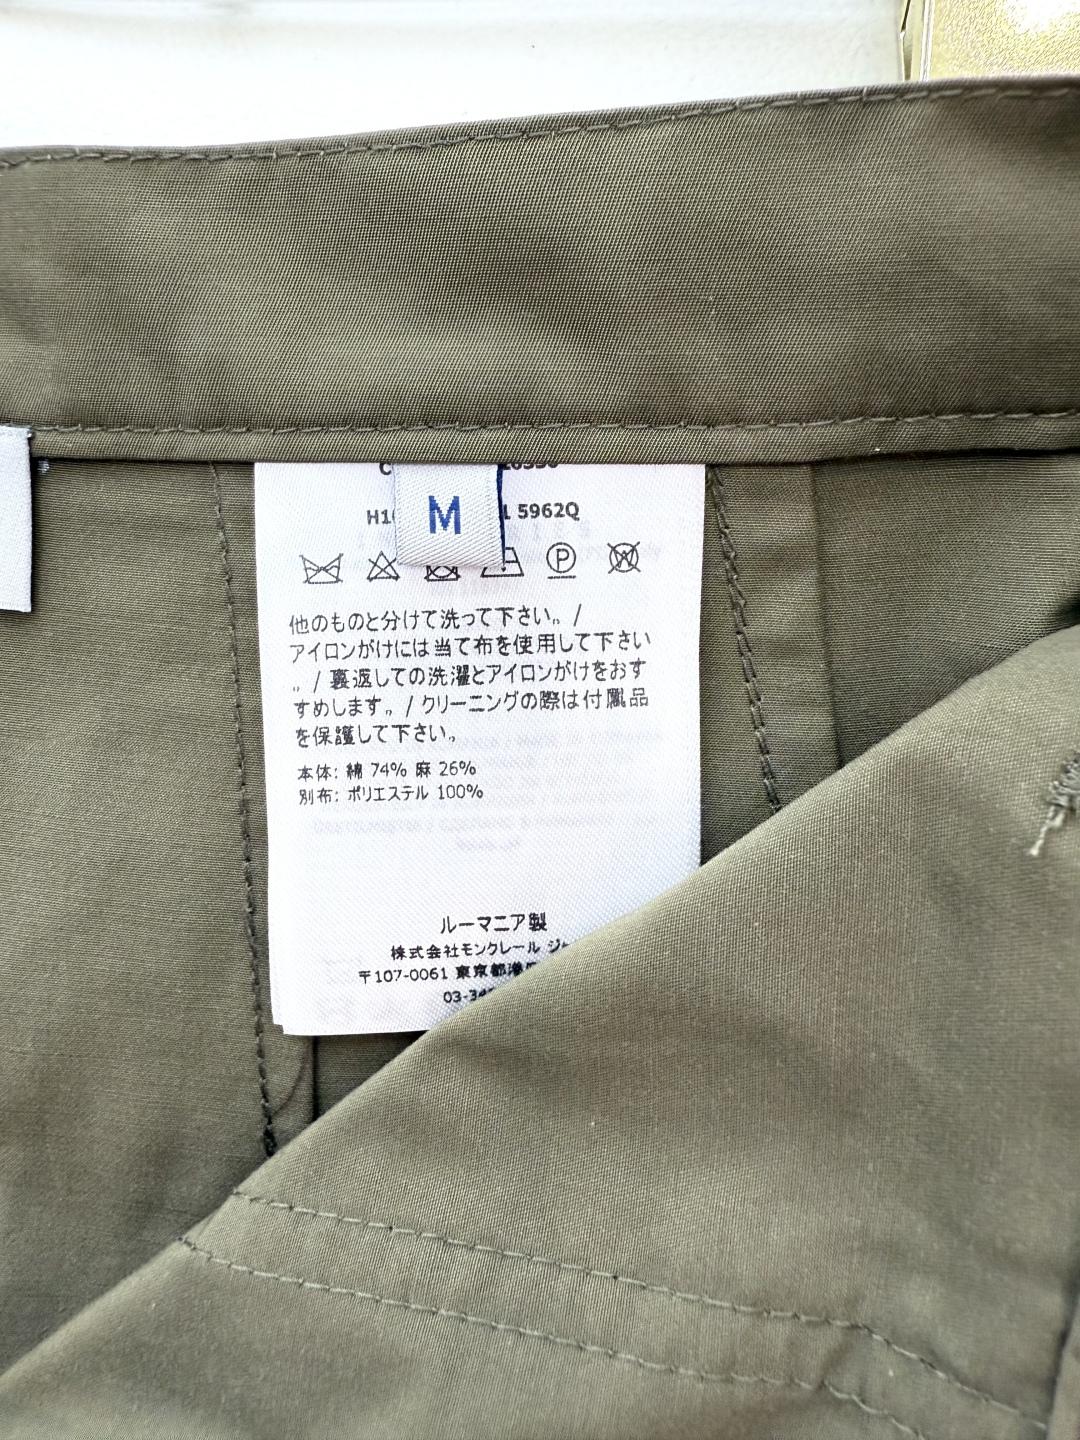 M
5962Q
他のものと分けて洗って下さい。/
アイロンがけには当て布を使用して下さい
。/ 裏返しての洗濯とアイロンがけをおす
すめします。/ クリーニングの際は付属品
を保護して下さい。
本体: 綿 74% 麻 26%
別布: ポリエステル 100%
ルーマニア製
株式会社モンクレール
〒107-0061 東京都港